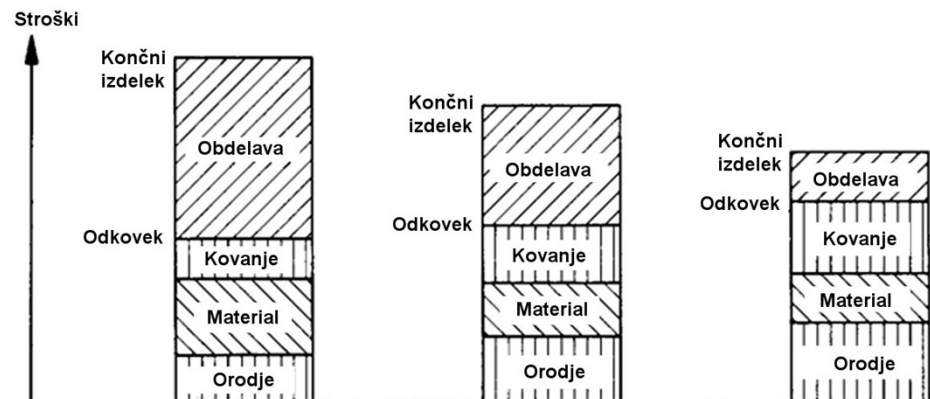 Stroški
Končni
izdelek
Obdelava
Odkovek
Kovanje
Material
Orodje
Končni
izdelek
Obdelava
Odkovek
Kovanje
Material
Orodje
Končni
izdelek
Obdelava
Odkovek
Kovanje
Material
Orodje